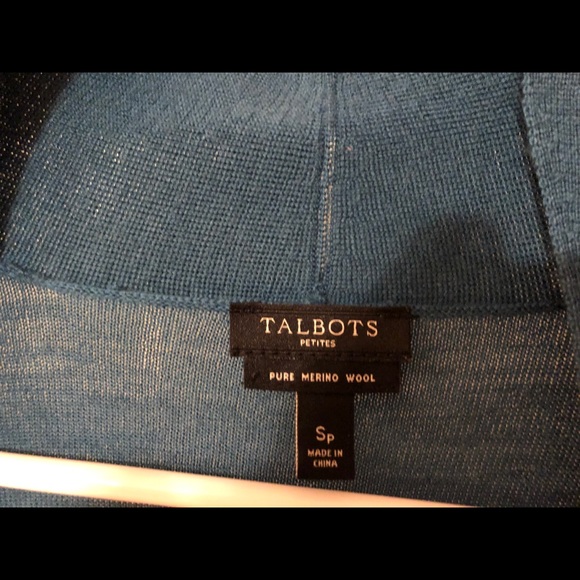 TALBOTS
PETITES
PURE MERINO WOOL
Sp
MADE IN
CHINA